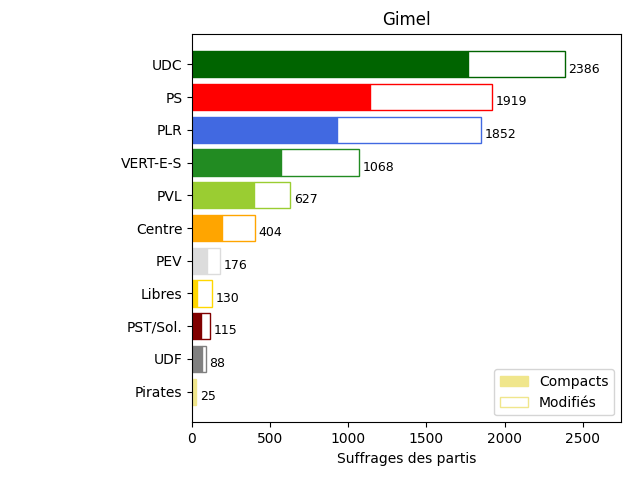 Gimel
UDC 2386
PS 1919
PLR 1852
VERT-E-S 1068
PVL 627
Centre 404
PEV 176
Libres 130
PST/Sol. 115
UDF 88
Pirates 25
Compacts
Modifiés
0 500 1000 1500 2000 2500
Suffrages des partis